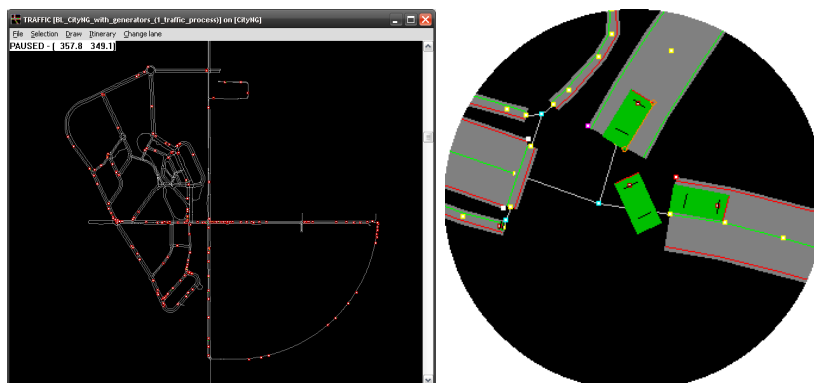 TRAFFIC [BL_CityNG_with_generators_(1_traffic_process)] on [CityNG]
File Selection Draw Itinerary Change lane
PAUSED - [ 357.8 349.1]